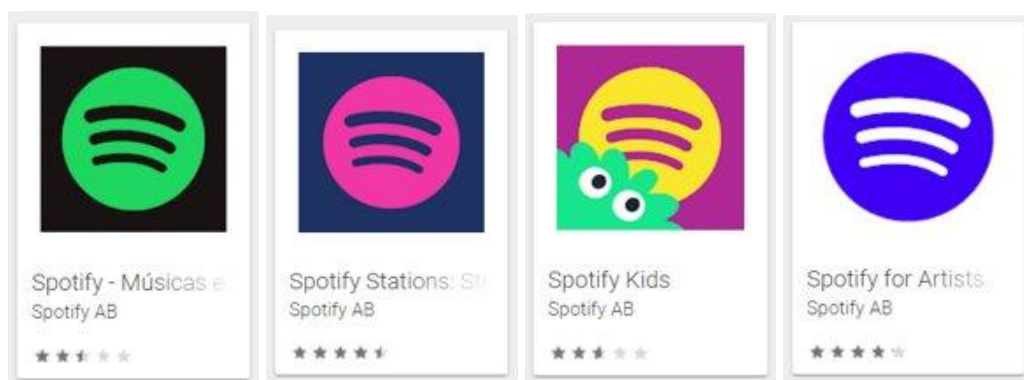 Spotify - Músicas e
Spotify AB
Spotify Stations: St
Spotify AB
Spotify Kids
Spotify AB
Spotify for Artists
Spotify AB